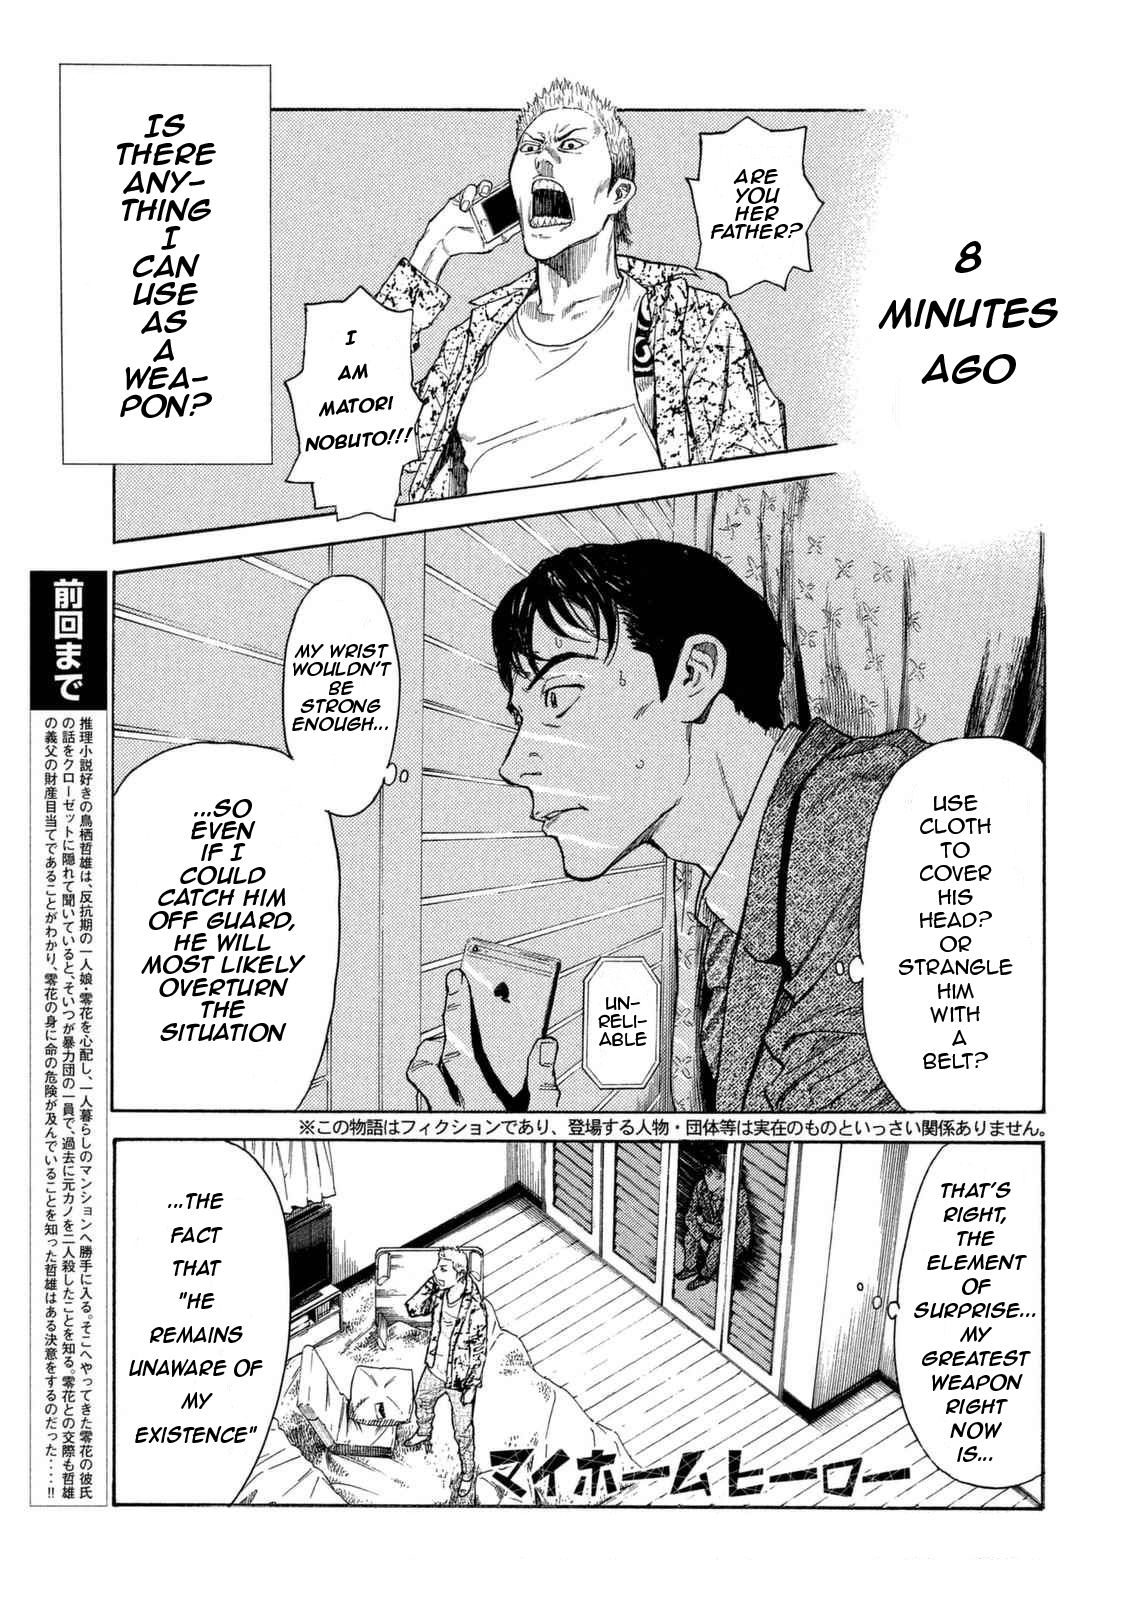 8
MINUTES
AGO
ARE
YOU
HER
FATHER?
I
AM
MATORI
NOBUTO!!!
IS
THERE
ANY-
THING I
CAN
USE
AS
A
WEA-
PON?
USE
CLOTH
TO
COVER
HIS
HEAD?
OR
STRANGLE
HIM
WITH
A
BELT?
UN-
RELI-
ABLE
MY WRIST
WOULDN'T
BE
STRONG
ENOUGH...
...SO
EVEN
IF I
COULD
CATCH HIM
OFF GUARD,
HE WILL
MOST LIKELY
OVERTURN
THE
SITUATION
※この物語はフィクションであり、登場する人物・団体等は実在のものといっさい関係ありません。
THAT'S
RIGHT,
THE
ELEMENT
OF
SURPRISE...
MY
GREATEST
WEAPON
RIGHT
NOW
IS...
...THE
FACT
THAT
"HE
REMAINS
UNAWARE OF
MY
EXISTENCE"
マイホームヒーロー
前回まで
推理小説好きの鳥栖哲雄は、反抗期の一人娘・零花を心配し、一人暮らしのマンションへ勝手に入る。そこへやってきた零花の彼氏
の話をクローゼットに隠れて聞いていると、そいつが暴力団の一員で、過去に元カノを二人殺したことを知る。零花との交際も哲雄
の義父の財産目当てであることがわかり、零花の身に命の危険が及んでいることを知った哲雄はある決意をするのだった‥‥!!